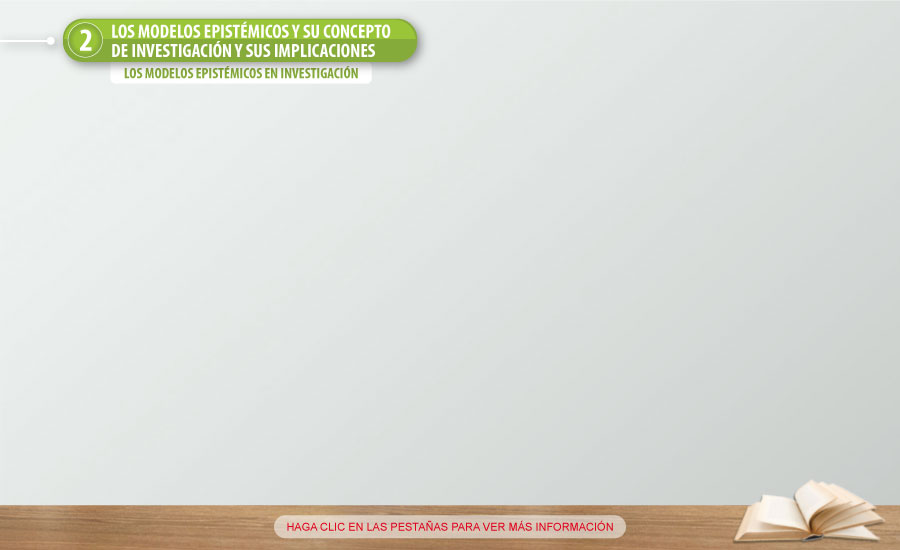 2
LOS MODELOS EPISTÉMICOS Y SU CONCEPTO
DE INVESTIGACIÓN Y SUS IMPLICACIONES
LOS MODELOS EPISTÉMICOS EN INVESTIGACIÓN
HAGA CLIC EN LAS PESTAÑAS PARA VER MÁS INFORMACIÓN